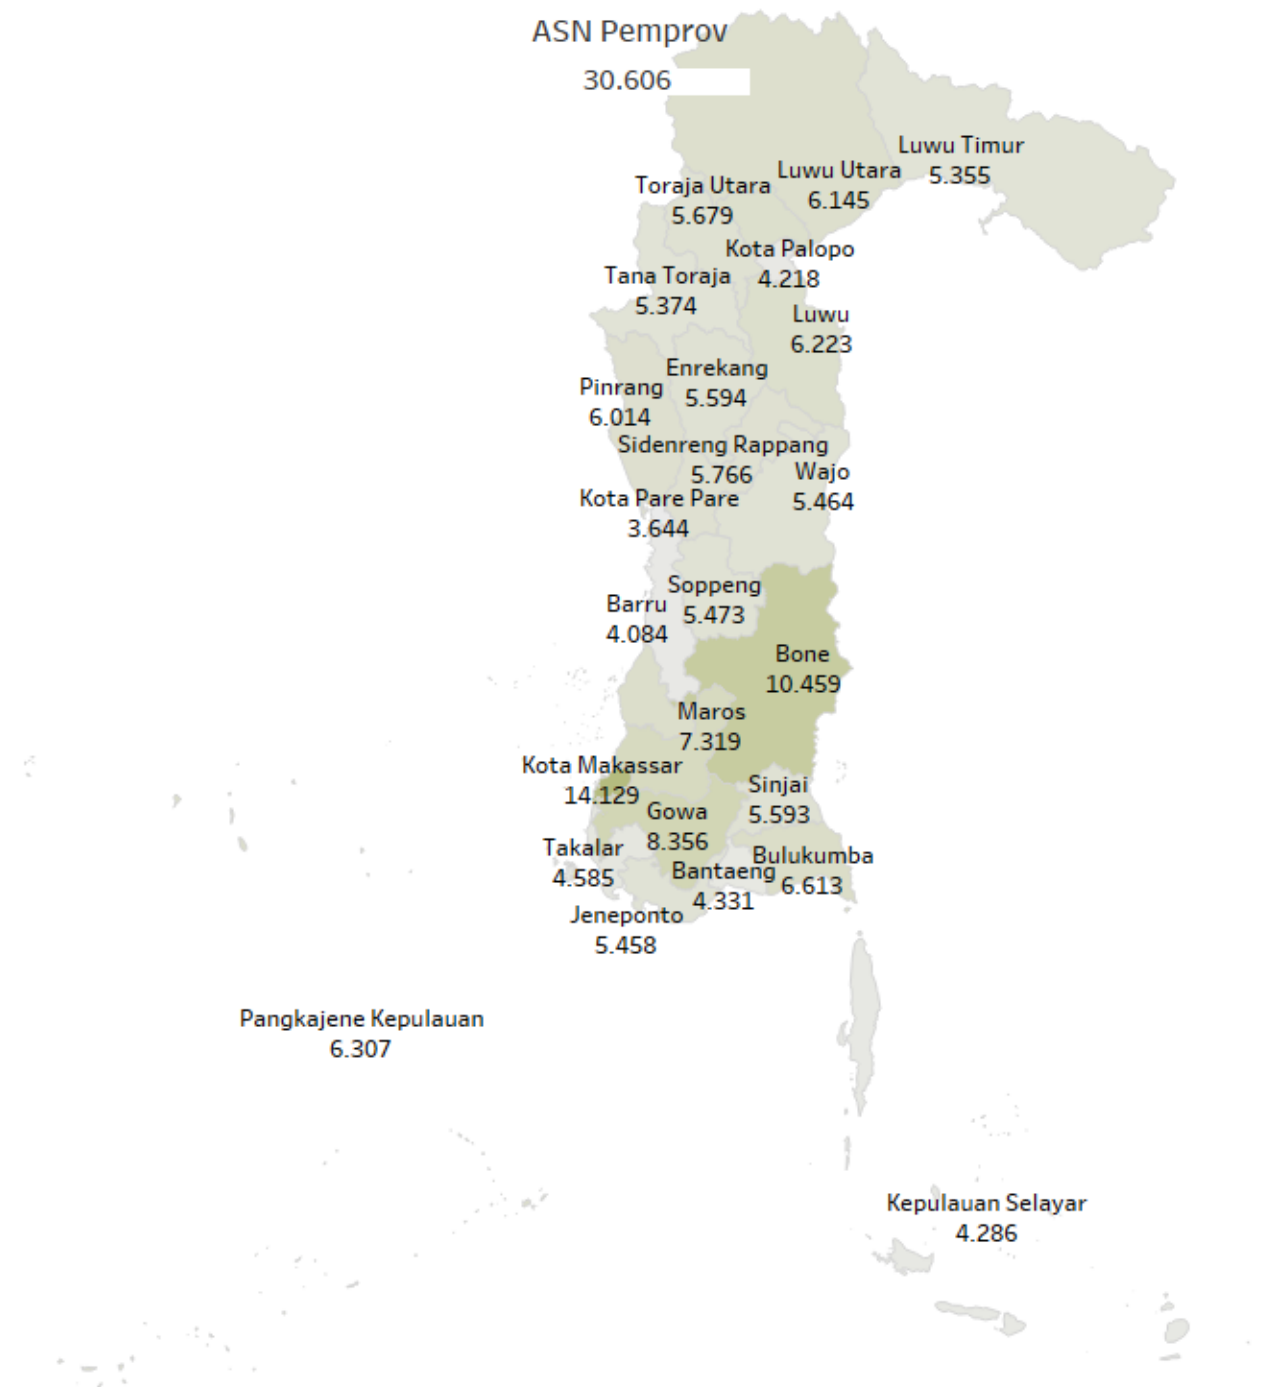 ASN Pemprov
30.606
Luwu Timur
5.355
Luwu Utara
6.145
Toraja Utara
5.679
Kota Palopo
4.218
Tana Toraja
5.374
Luwu
6.223
Enrekang
5.594
Pinrang
6.014
Sidenreng Rappang
5.766
Wajo
5.464
Kota Pare Pare
3.644
Soppeng
5.473
Barru
4.084
Bone
10.459
Maros
7.319
Kota Makassar
14.129
Sinjai
5.593
Gowa
8.356
Takalar
4.585
Bulukumba
6.613
Bantaeng
4.331
Jeneponto
5.458
Pangkajene Kepulauan
6.307
Kepulauan Selayar
4.286